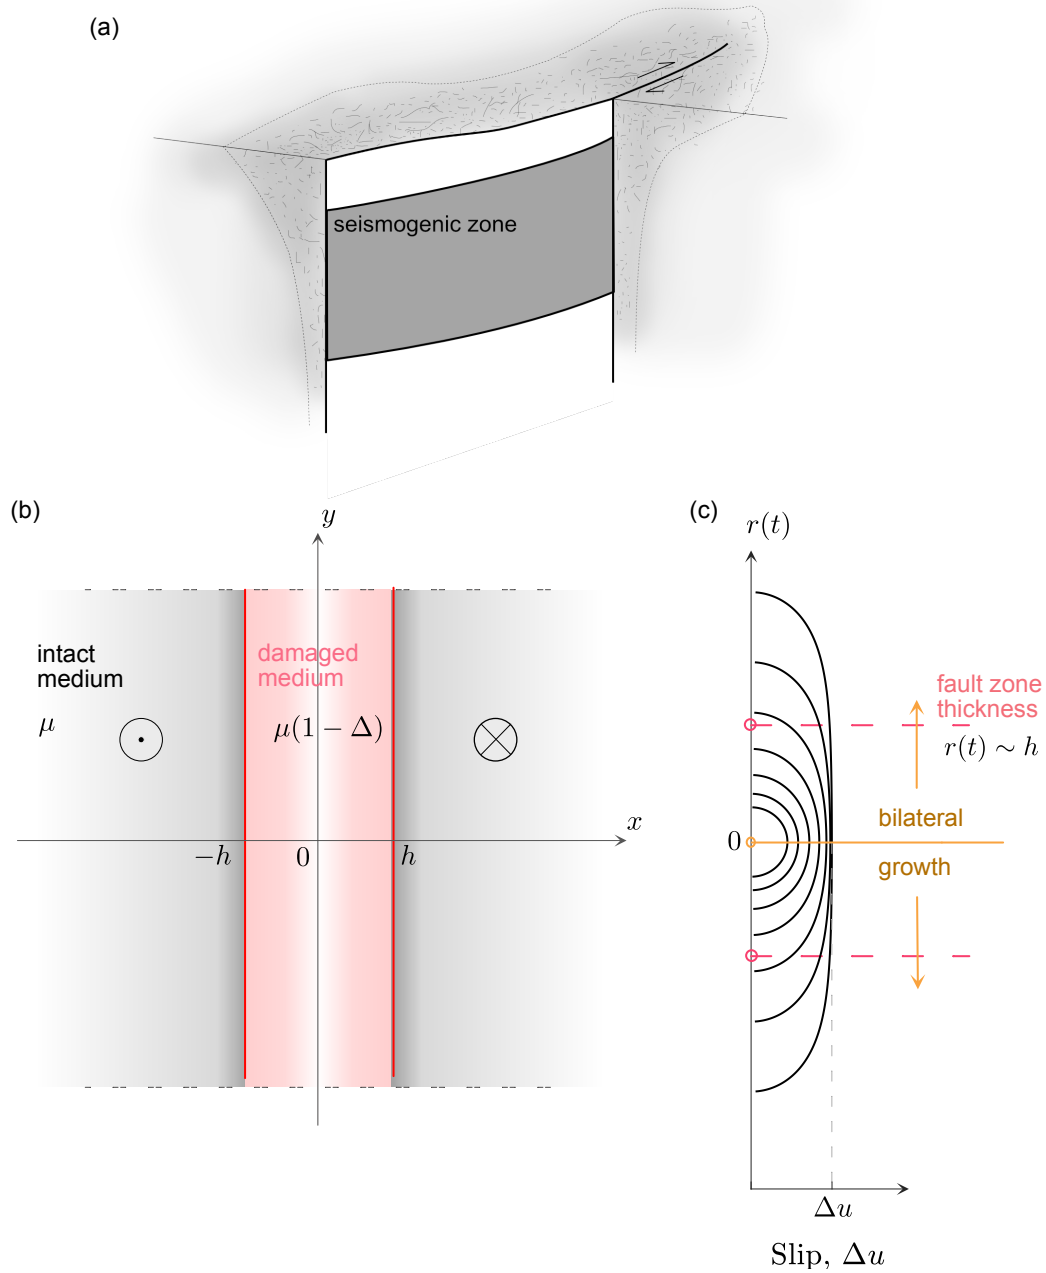 (a)
seismogenic zone
(b)
y
intact
medium
damaged
medium
μ
μ(1 − Δ)
x
−h
0
h
(c)
r(t)
fault zone
thickness
r(t) ∼ h
bilateral
0
growth
Δu
Slip, Δu